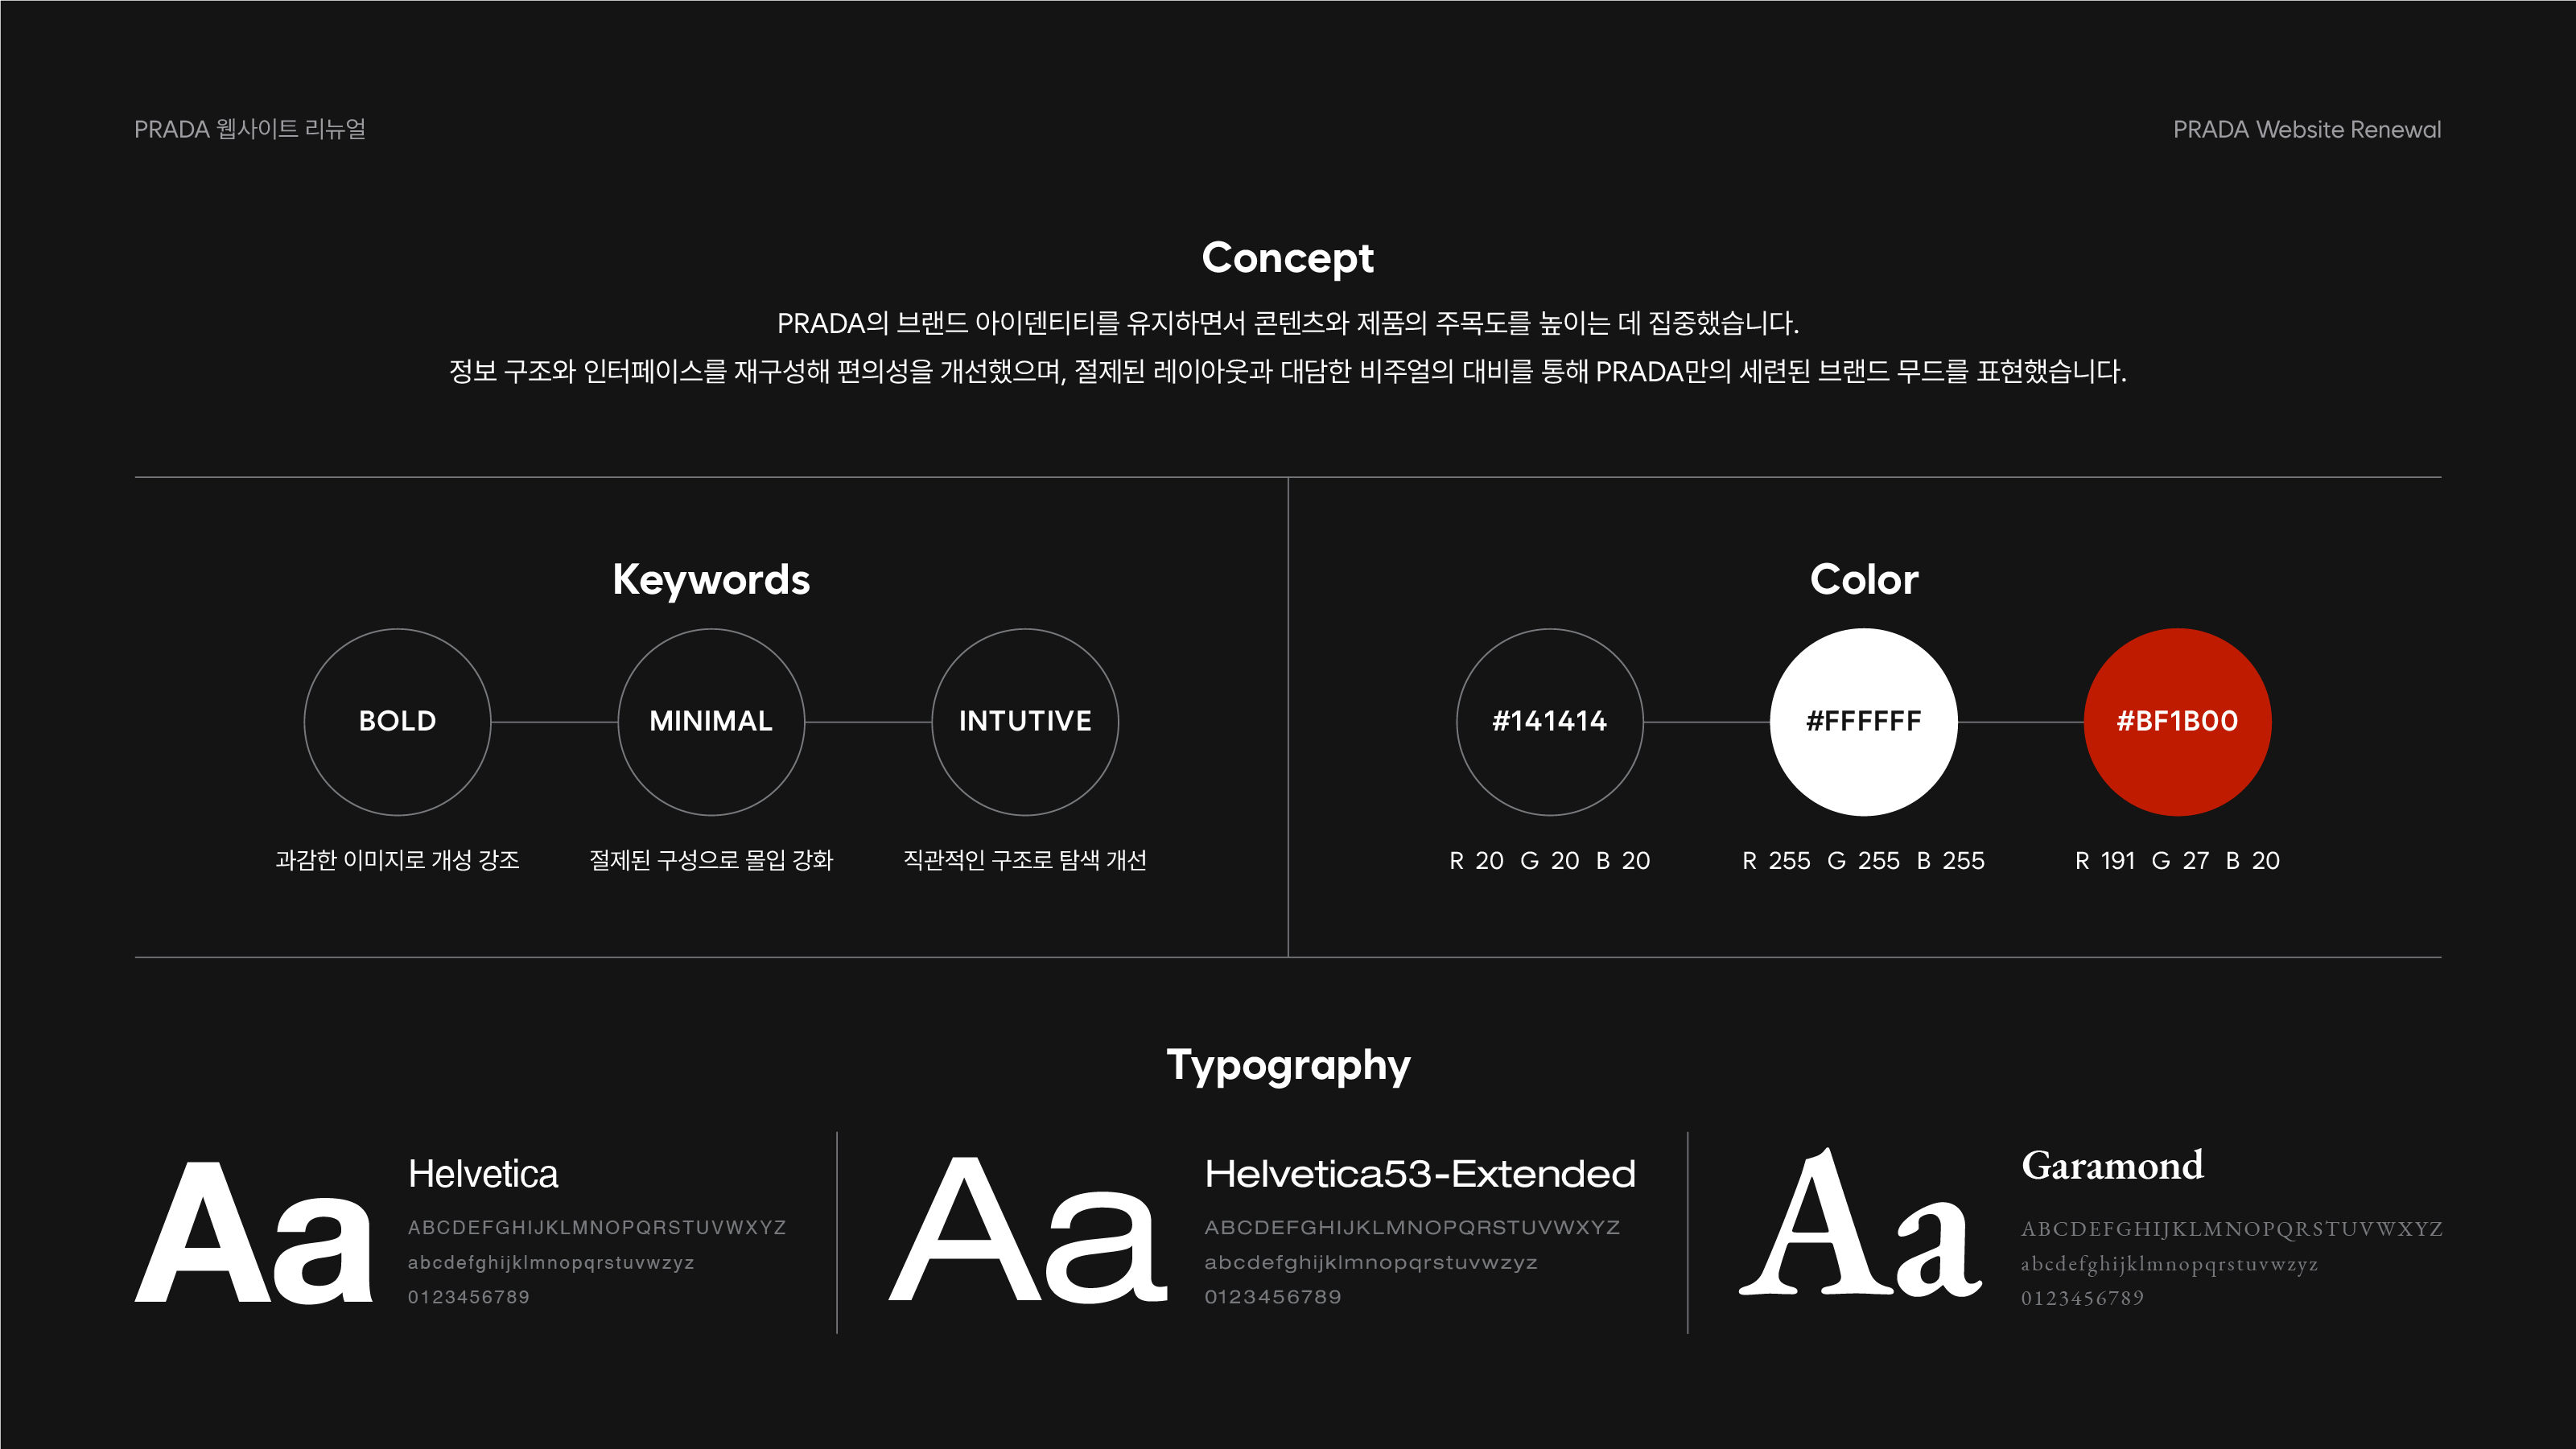 PRADA 웹사이트 리뉴얼
PRADA Website Renewal
Concept
PRADA의 브랜드 아이덴티티를 유지하면서 콘텐츠와 제품의 주목도를 높이는 데 집중했습니다.
정보 구조와 인터페이스를 재구성해 편의성을 개선했으며, 절제된 레이아웃과 대담한 비주얼의 대비를 통해 PRADA만의 세련된 브랜드 무드를 표현했습니다.
Keywords
BOLD
MINIMAL
INTUTIVE
과감한 이미지로 개성 강조
절제된 구성으로 몰입 강화
직관적인 구조로 탐색 개선
Color
#141414
#FFFFFF
#BF1B00
R 20 G 20 B 20
R 255 G 255 B 255
R 191 G 27 B 20
Typography
Aa
Helvetica
ABCDEFGHIJKLMNOPQRSTUVWXYZ
abcdefghijklmnopqrstuvwzyz
0123456789
Aa
Helvetica53-Extended
ABCDEFGHIJKLMNOPQRSTUVWXYZ
abcdefghijklmnopqrstuvwzyz
0123456789
Aa
Garamond
ABCDEFGHIJKLMNOPQRSTUVWXYZ
abcdefghijklmnopqrstuvwzyz
0123456789